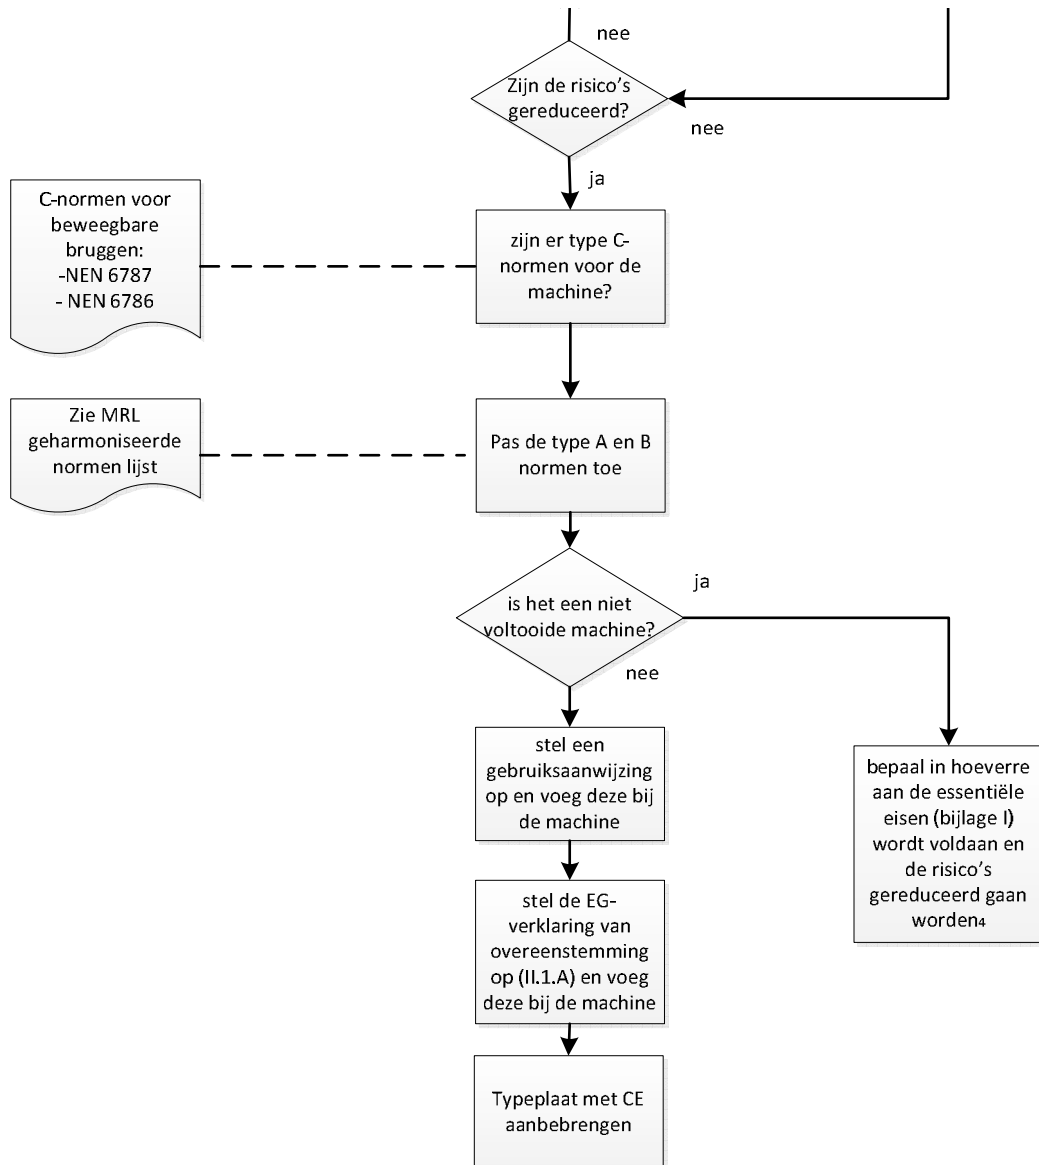 nee
Zijn de risico's
gereduceerd?
nee
ja
C-normen voor
beweegbare
bruggen:
-NEN 6787
- NEN 6786
zijn er type C-
normen voor de
machine?
Zie MRL
geharmoniseerde
normen lijst
Pas de type A en B
normen toe
ja
is het een niet
voltooide machine?
nee
stel een
gebruiksaanwijzing
op en voeg deze bij
de machine
bepaal in hoeverre
aan de essentiële
eisen (bijlage I)
wordt voldaan en
de risico's
gereduceerd gaan
worden4
stel de EG-
verklaring van
overeenstemming
op (II.1.A) en voeg
deze bij de machine
Typeplaat met CE
aanbebrengen